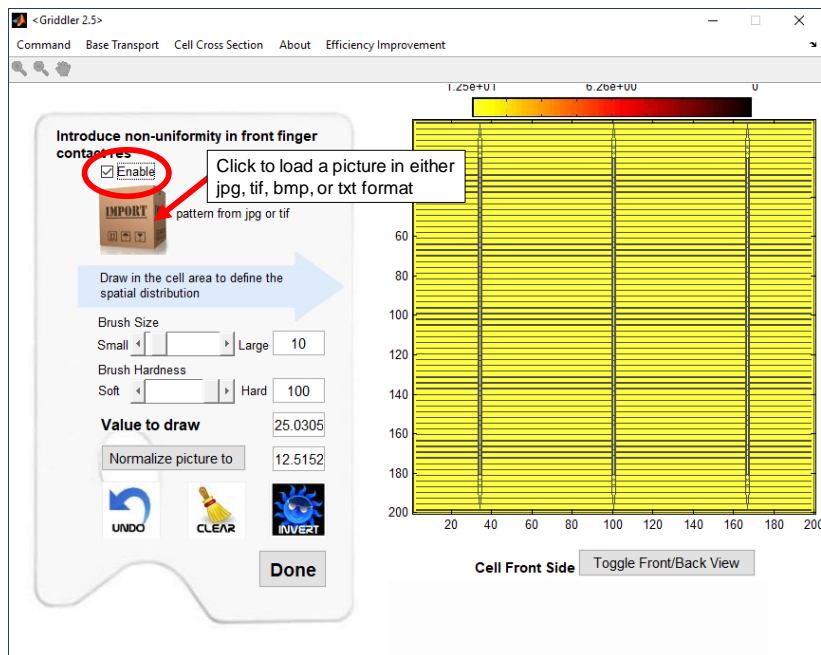 <Griddler 2.5>
Command Base Transport Cell Cross Section About Efficiency Improvement
1.25e+01 6.26e+00 0
Introduce non-uniformity in front finger
contact res
Enable
Click to load a picture in either
jpg, tif, bmp, or txt format
IMPORT
pattern from jpg or tif
Draw in the cell area to define the
spatial distribution
Brush Size
Small Large 10
Brush Hardness
Soft Hard 100
Value to draw 25.0305
Normalize picture to 12.5152
UNDO CLEAR INVERT
Done
60
80
100
120
140
160
180
200
20 40 60 80 100 120 140 160 180 200
Cell Front Side Toggle Front/Back View